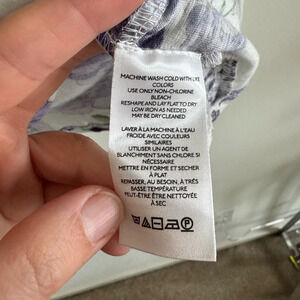 MACHINE WASH COLD WITH LIKE
COLORS
USE ONLY NON-CHLORINE
BLEACH
RESHAPE AND LAY FLAT TO DRY
LOW IRON AS NEEDED
MAY BE DRY CLEANED
LAVER À LA MACHINE À L'EAU
FROIDE AVEC COULEURS
SIMILAIRES
UTILISER UN AGENT DE
BLANCHIMENT SANS CHLORE SI
NÉCESSAIRE
METTRE EN FORME ET SÉCHER
À PLAT
REPASSER, AU BESOIN, À TRÈS
BASSE TEMPÉRATURE
PEUT-ÊTRE ÊTRE NETTOYÉE
À SEC
P